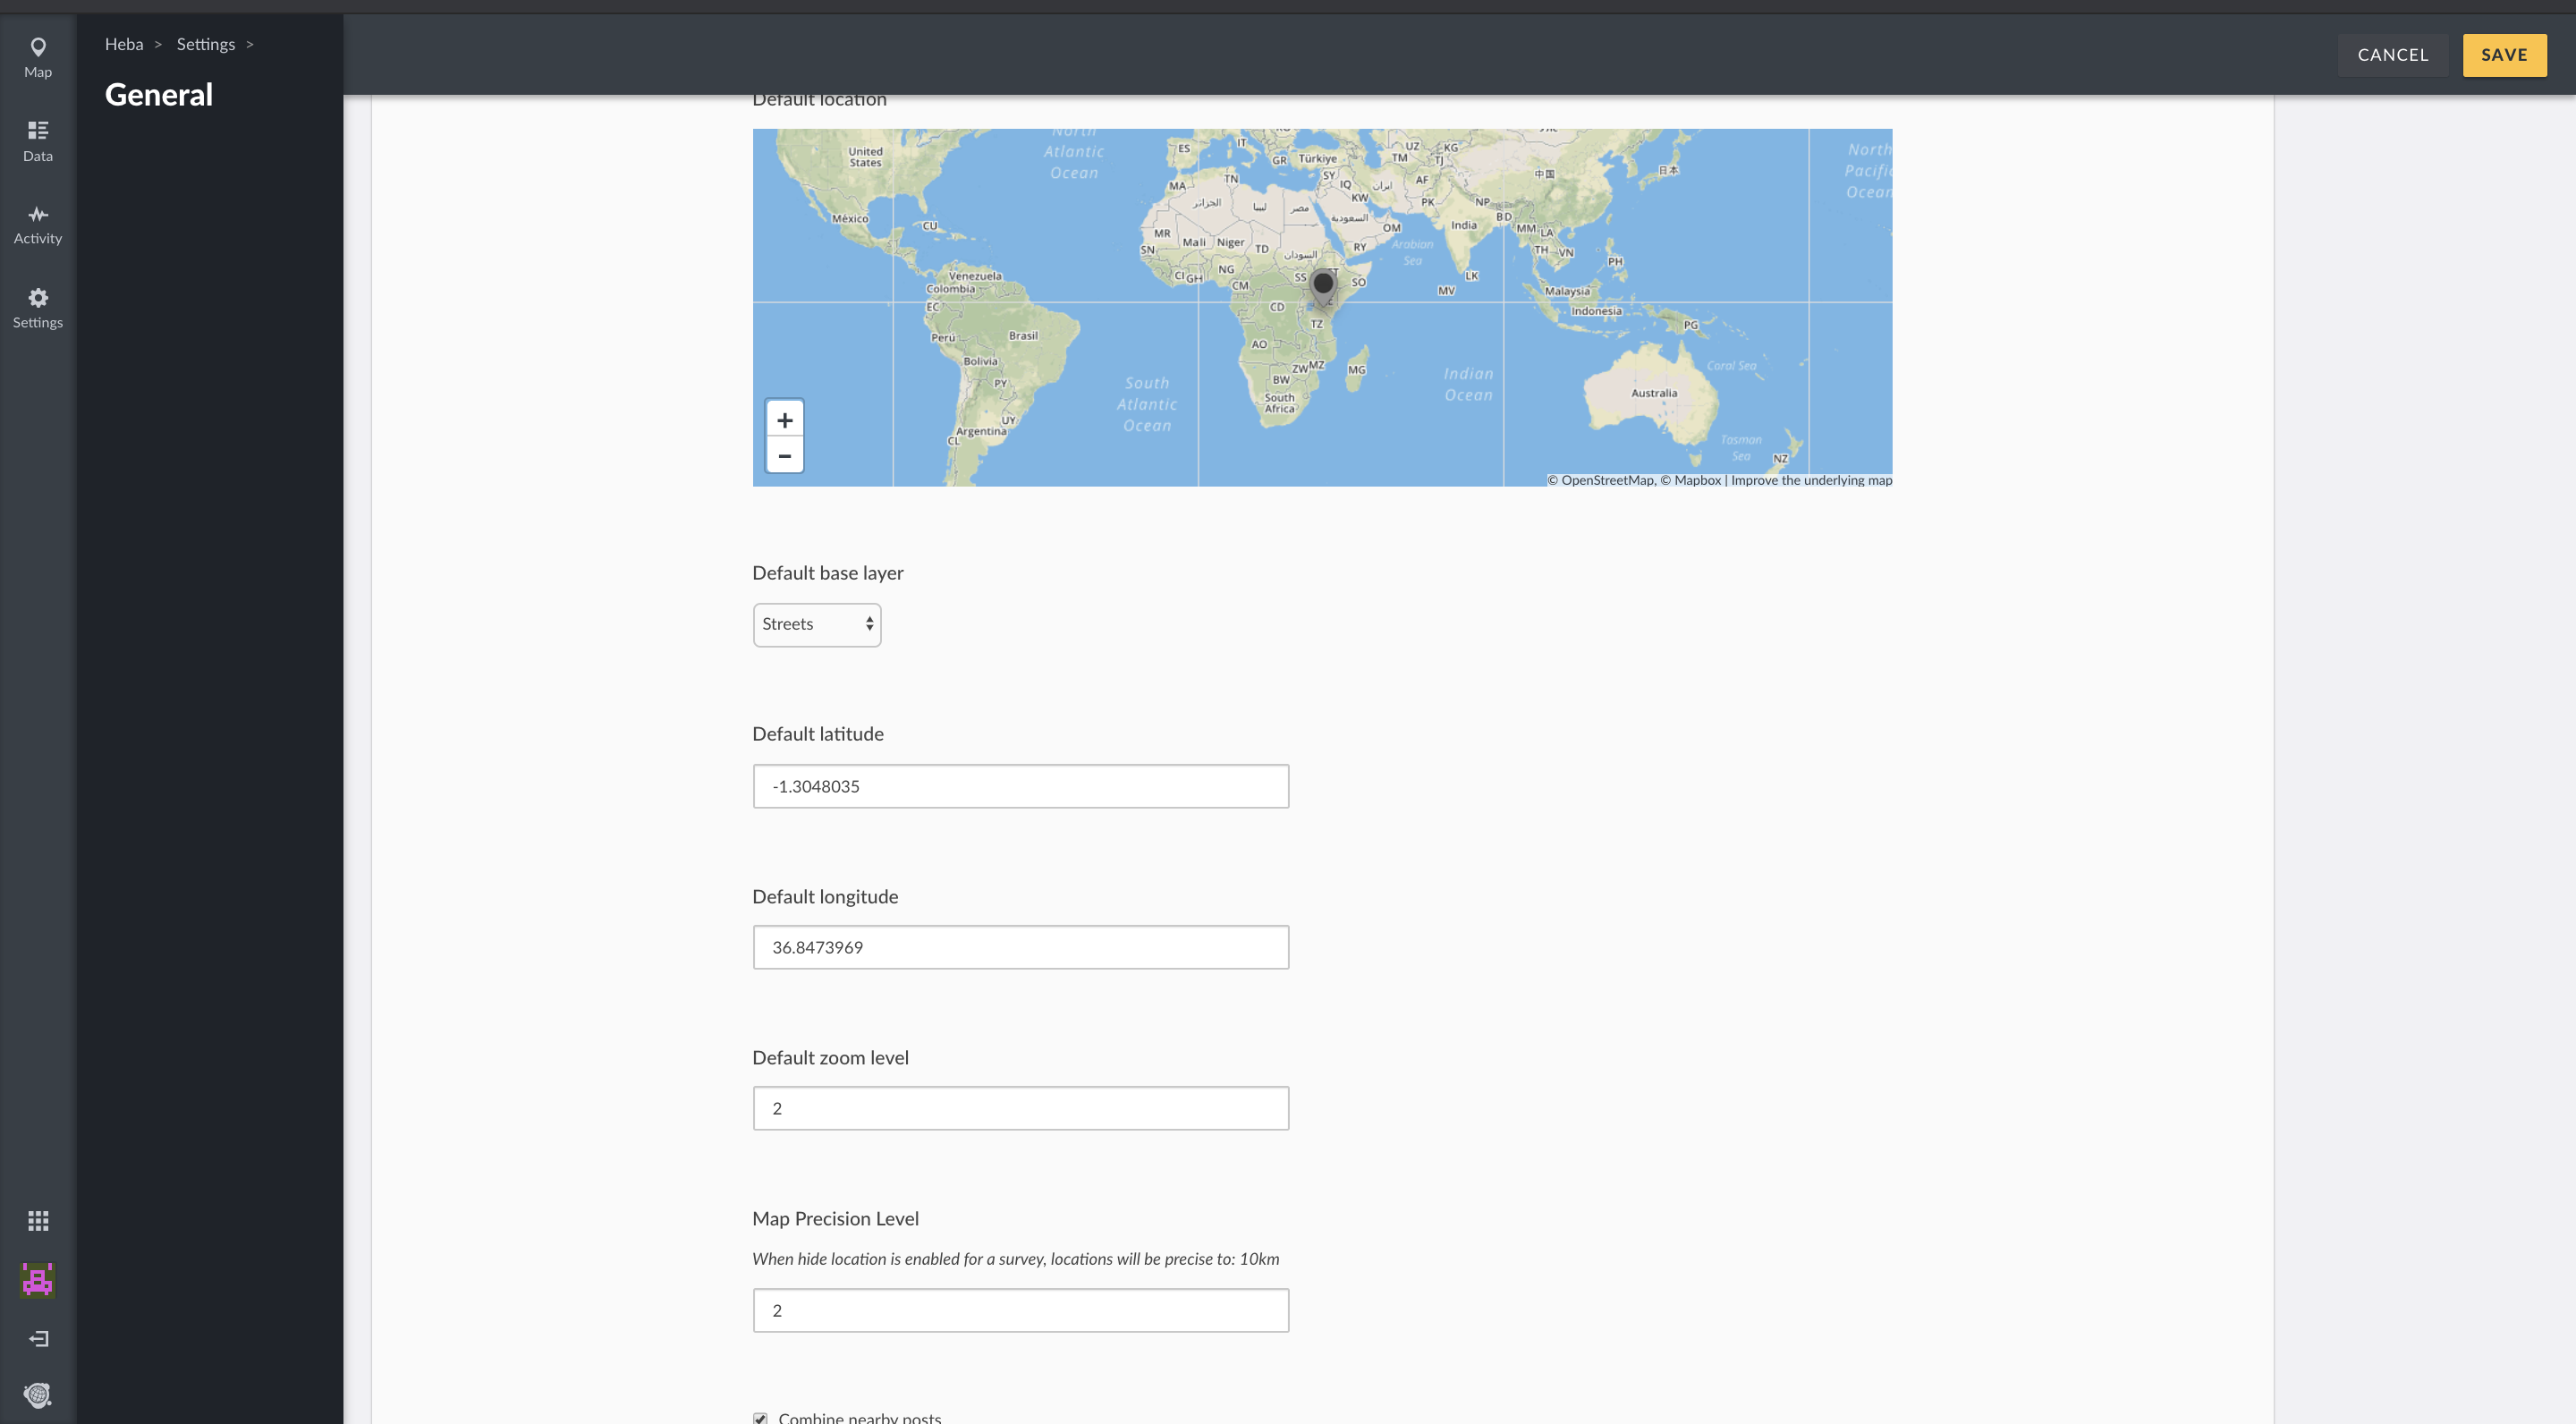 Map
Data
Activity
Settings
Heba > Settings >
General
CANCEL
SAVE
Default location
North
Atlantic
Ocean
United
States
ES
IT
GR
Türkiye
UZ
KG
TM
TJ
North
Pacific
Ocean
日本
中国
MA
TN
SY
IQ
ایران
AF
KW
PK
NP
BD
México
CU
الجزائر
ليبيا
مصر
السعودية
OM
India
MM
LA
MR
Mali
Niger
TD
RY
Arabian
Sea
SN
السودان
TH
VN
PH
Venezuela
CI
GH
NG
CM
SS
ET
SO
LK
MV
Colombia
EC
CD
Malaysia
Indonesia
TZ
PG
Perú
Brasil
AO
Bolivia
ZW
MZ
MG
BW
PY
South
Atlantic
Ocean
Indian
Ocean
Coral Sea
Australia
South
Africa
UY
Argentina
CL
Tasman
Sea
NZ
+
−
© OpenStreetMap, © Mapbox | Improve the underlying map
Default base layer
Streets
Default latitude
-1.3048035
Default longitude
36.8473969
Default zoom level
2
Map Precision Level
When hide location is enabled for a survey, locations will be precise to: 10km
2
Combine nearby posts